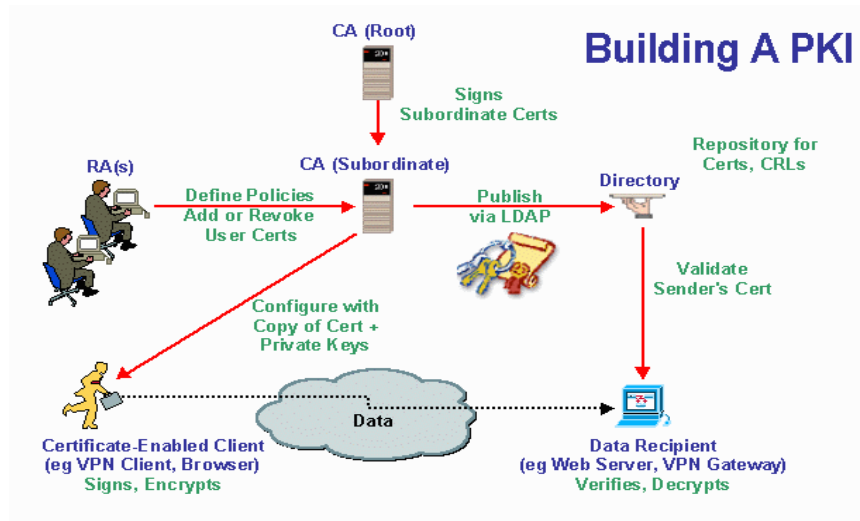 CA (Root)
Building A PKI
Signs
Subordinate Certs
Repository for
Certs, CRLs
RA(s)
CA (Subordinate)
Directory
Define Policies
Add or Revoke
User Certs
Publish
via LDAP
Validate
Sender's Cert
Configure with
Copy of Cert +
Private Keys
Data
Certificate-Enabled Client
(eg VPN Client, Browser)
Signs, Encrypts
Data Recipient
(eg Web Server, VPN Gateway)
Verifies, Decrypts